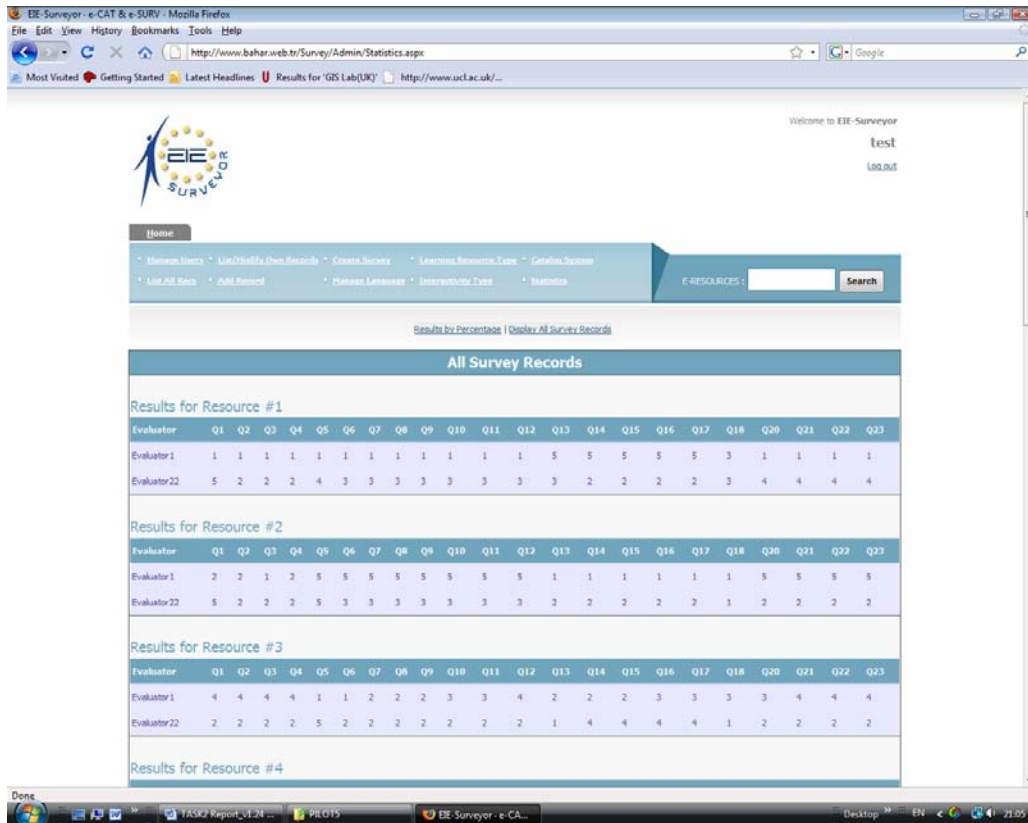 EIE-Surveyor - e-CAT & e-SURV - Mozilla Firefox
File Edit View History Bookmarks Tools Help
http://www.bahar.web.tr/Survey/Admin/Statistics.aspx
Google
Most Visited Getting Started Latest Headlines Results for 'GIS Lab(UK)' http://www.ucl.ac.uk/...
Welcome to EIE-Surveyor
test
Log out
EIE
SURVEYOR
Home
Manage Users List/Modify Own Records Create Survey Learning Resource Type Catalog System
List All Recs Add Record Manage Language Interactivity Type Statistics
E-RESOURCES : Search
Results by Percentage | Display All Survey Records
All Survey Records
Results for Resource #1
Evaluator Q1 Q2 Q3 Q4 Q5 Q6 Q7 Q8 Q9 Q10 Q11 Q12 Q13 Q14 Q15 Q16 Q17 Q18 Q20 Q21 Q22 Q23
Evaluator1 1 1 1 1 1 1 1 1 1 1 1 1 5 5 5 5 5 3 1 1 1 1
Evaluator22 5 2 2 2 4 3 3 3 3 3 3 3 3 2 2 2 2 3 4 4 4 4
Results for Resource #2
Evaluator Q1 Q2 Q3 Q4 Q5 Q6 Q7 Q8 Q9 Q10 Q11 Q12 Q13 Q14 Q15 Q16 Q17 Q18 Q20 Q21 Q22 Q23
Evaluator1 2 2 1 2 5 5 5 5 5 5 5 5 1 1 1 1 1 1 5 5 5 5
Evaluator22 5 2 2 2 5 3 3 3 3 3 3 3 2 2 2 2 2 1 2 2 2 2
Results for Resource #3
Evaluator Q1 Q2 Q3 Q4 Q5 Q6 Q7 Q8 Q9 Q10 Q11 Q12 Q13 Q14 Q15 Q16 Q17 Q18 Q20 Q21 Q22 Q23
Evaluator1 4 4 4 4 1 1 2 2 2 3 3 4 2 2 2 3 3 3 3 4 4 4
Evaluator22 2 2 2 2 5 2 2 2 2 2 2 2 1 4 4 4 4 1 2 2 2 2
Results for Resource #4
Done
TASK2 Report_v1.24 ... PILOT5 EIE-Surveyor - e-CA... Desktop EN 21:05